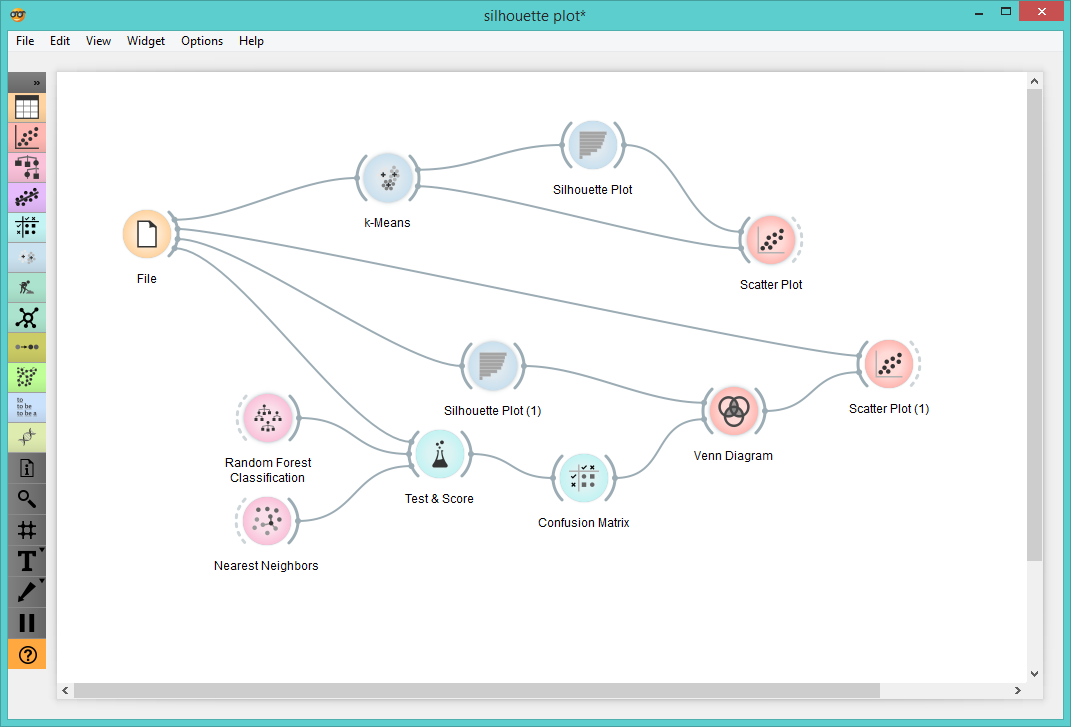 silhouette plot*
File Edit View Widget Options Help
»
Silhouette Plot
k-Means
File
Scatter Plot
Silhouette Plot (1)
Scatter Plot (1)
to
to be
to be a
Random Forest
Classification
Venn Diagram
Test & Score
Confusion Matrix
Nearest Neighbors
T
?